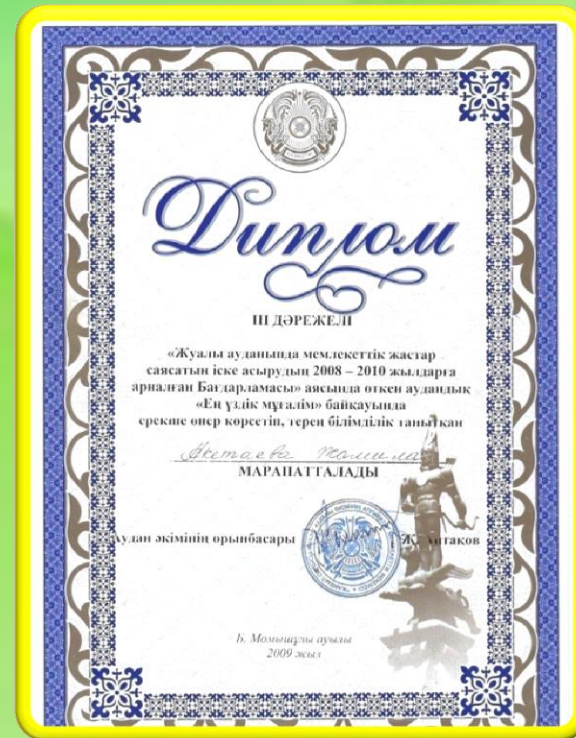 Диплом
ІІІ ДӘРЕЖЕЛІ
«Жуалы ауданында мемлекеттік жастар
саясатын іске асырудың 2008 – 2010 жылдарға
арналған Бағдарламасы» аясында өткен аудандық
«Ең үздік мұғалім» байқауында
ерекше өнер көрсетіп, терең білімділік танытқан
МАРАПАТТАЛАДЫ
Аудан әкімінің орынбасары
Б. Момышұлы ауылы
2009 жыл